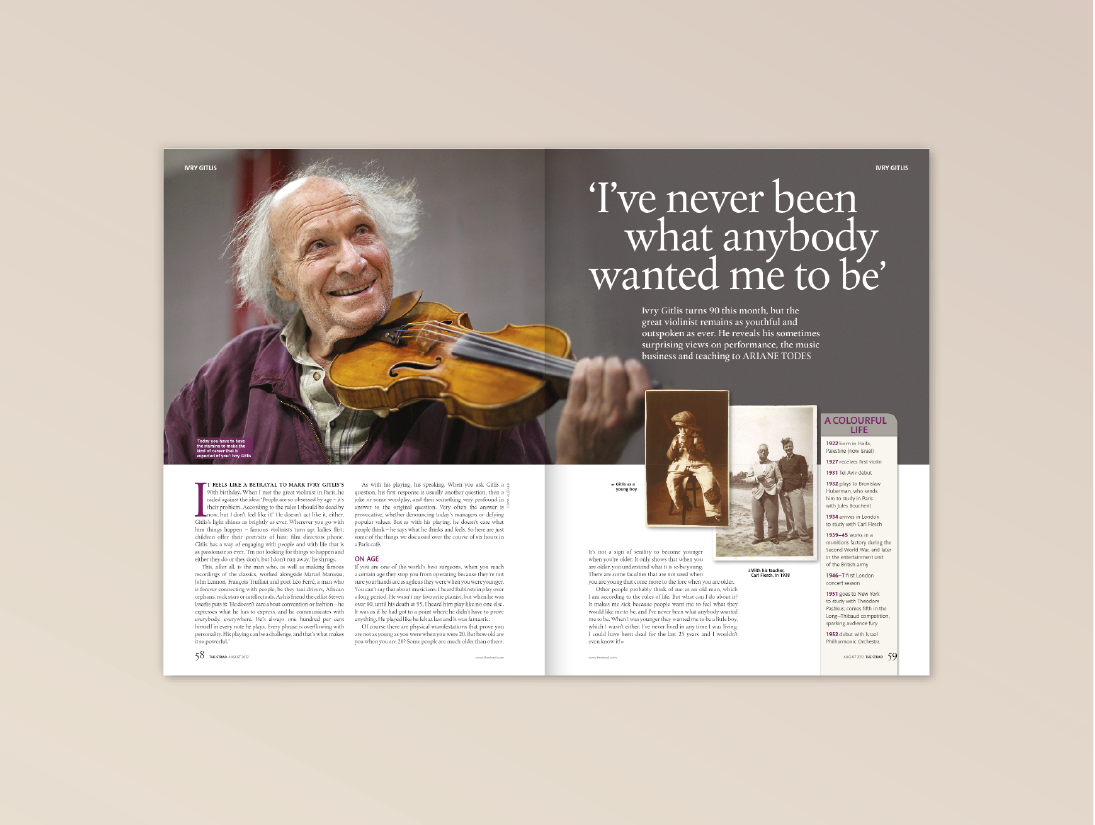 IVRY GITLIS
IVRY GITLIS
‘I’ve never been
what anybody
wanted me to be’
Ivry Gitlis turns 90 this month, but the
great violinist remains as youthful and
outspoken as ever. He reveals his sometimes
surprising views on performance, the music
business and teaching to ARIANE TODES
Today you have to have
the stamina to make the
kind of career that is
expected of you: Ivry Gitlis
IT FEELS LIKE A BETRAYAL TO MARK IVRY GITLIS’S
90th birthday. When I met the great violinist in Paris, he
railed against the idea: ‘People are so obsessed by age – it’s
their problem. According to the rules I should be dead by
now, but I don’t feel like it!’ He doesn’t act like it, either.
Gitlis’s light shines as brightly as ever. Wherever you go with
him things happen – famous violinists turn up; ladies flirt;
children offer their portraits of him; film directors phone.
Gitlis has a way of engaging with people and with life that is
as passionate as ever. ‘I’m not looking for things to happen and
either they do or they don’t, but I don’t run away,’ he shrugs.
This, after all, is the man who, as well as making famous
recordings of the classics, worked alongside Marcel Marceau,
John Lennon, François Truffaut and poet Léo Ferré; a man who
is forever connecting with people, be they taxi drivers, African
orphans, rock stars or intellectuals. As his friend the cellist Steven
Isserlis puts it: ‘He doesn’t care about convention or fashion – he
expresses what he has to express, and he communicates with
everybody, everywhere. He’s always one hundred per cent
himself in every note he plays. Every phrase is overflowing with
personality. His playing can be a challenge, and that’s what makes
it so powerful.’
As with his playing, his speaking. When you ask Gitlis a
question, his first response is usually another question, then a
joke or some wordplay, and then something very profound in
answer to the original question. Very often the answer is
provocative, whether denouncing today’s managers or defying
popular values. But as with his playing, he doesn’t care what
people think – he says what he thinks and feels. So here are just
some of the things we discussed over the course of six hours in
a Paris café.
ON AGE
If you are one of the world’s best surgeons, when you reach
a certain age they stop you from operating because they’re not
sure your hands are as good as they were when you were younger.
You can’t say that about musicians. I heard Rubinstein play over
a long period. He wasn’t my favourite pianist, but when he was
over 80, until his death at 95, I heard him play like no one else.
It was as if he had got to a point where he didn’t have to prove
anything. He played like he felt at last and it was fantastic.
Of course there are physical manifestations that prove you
are not as young as you were when you were 20. But how old are
you when you are 20? Some people are much older than others.
58 THE STRAD AUGUST 2012
www.thestrad.com
Gitlis as a
young boy
With his teacher,
Carl Flesch, in 1939
It’s not a sign of senility to become younger
when you’re older. It only shows that when you
are older, you understand what it is to be young.
There are some faculties that are not used when
you are young that come more to the fore when you are older.
Other people probably think of me as an old man, which
I am according to the rules of life. But what can I do about it?
It makes me sick because people want me to feel what they
would like me to be, and I’ve never been what anybody wanted
me to be. When I was younger they wanted me to be a little boy,
which I wasn’t either. I’ve never lived in any time I was living.
I could have been dead for the last 25 years and I wouldn’t
even know it!
www.thestrad.com
A COLOURFUL
LIFE
1922 born in Haifa,
Palestine (now Israel)
1927 receives first violin
1931 Tel Aviv debut
1932 plays to Bronislaw
Huberman, who sends
him to study in Paris
with Jules Boucherit
1934 arrives in London
to study with Carl Flesch
1939–45 works in a
munitions factory during the
Second World War, and later
in the entertainment unit
of the British army
1946–7 first London
concert season
1951 goes to New York
to study with Theodore
Pashkus; comes fifth in the
Long–Thibaud competition,
sparking audience fury
1952 debut with Israel
Philharmonic Orchestra
AUGUST 2012 THE STRAD 59